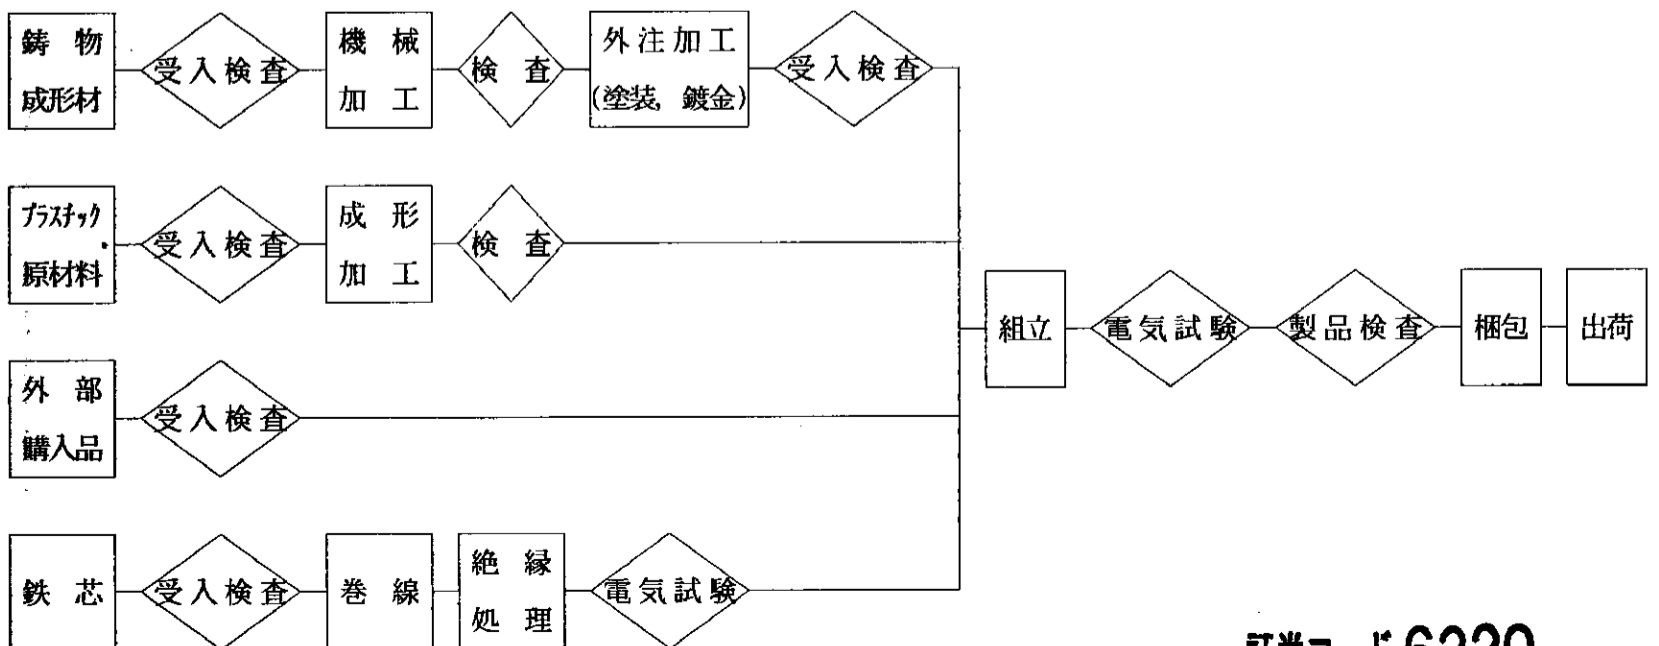 鋳物
成形材
受入検査
機械
加工
検査
外注加工
(塗装, 鍍金)
受入検査
プラスチック
原材料
受入検査
成形
加工
検査
外部
購入品
受入検査
鉄芯
受入検査
巻線
絶縁
処理
電気試験
組立
電気試験
製品検査
梱包
出荷
6220